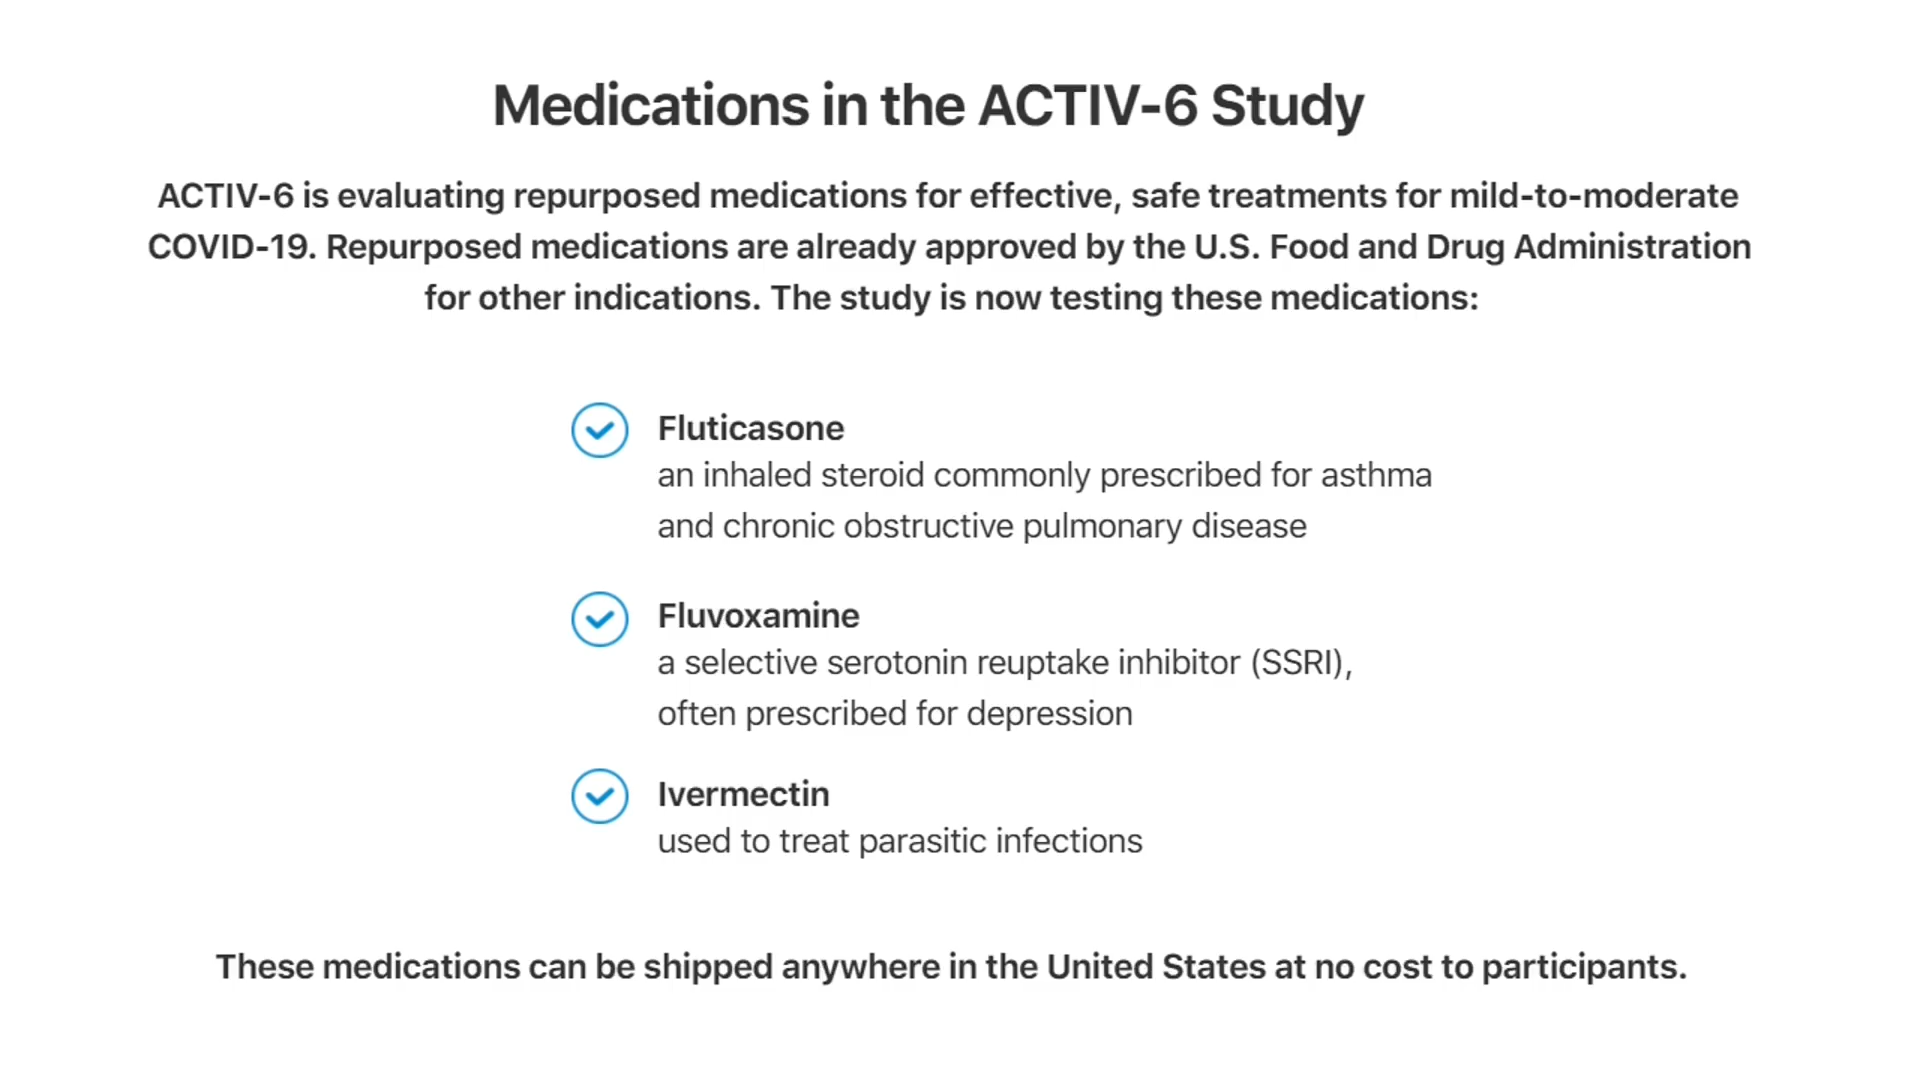 Medications in the ACTIV-6 Study
ACTIV-6 is evaluating repurposed medications for effective, safe treatments for mild-to-moderate
COVID-19. Repurposed medications are already approved by the U.S. Food and Drug Administration
for other indications. The study is now testing these medications:
Fluticasone
an inhaled steroid commonly prescribed for asthma
and chronic obstructive pulmonary disease
Fluvoxamine
a selective serotonin reuptake inhibitor (SSRI),
often prescribed for depression
Ivermectin
used to treat parasitic infections
These medications can be shipped anywhere in the United States at no cost to participants.